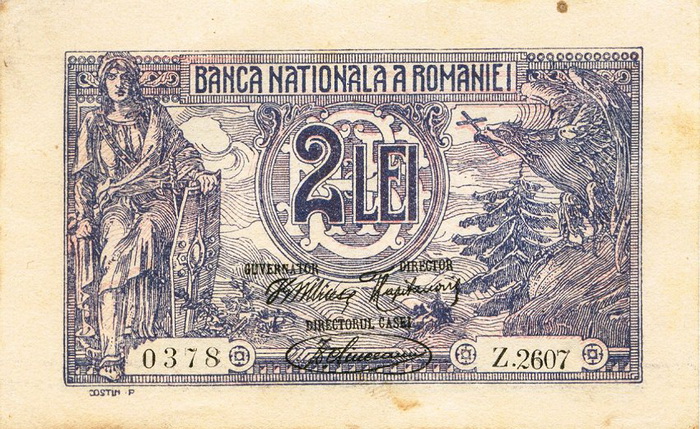 BANCA NATIONALA A ROMANIEI
2 LEI
GUVERNATOR DIRECTOR
DIRECTORUL CASEI
0378 Z.2607
COSTIN P